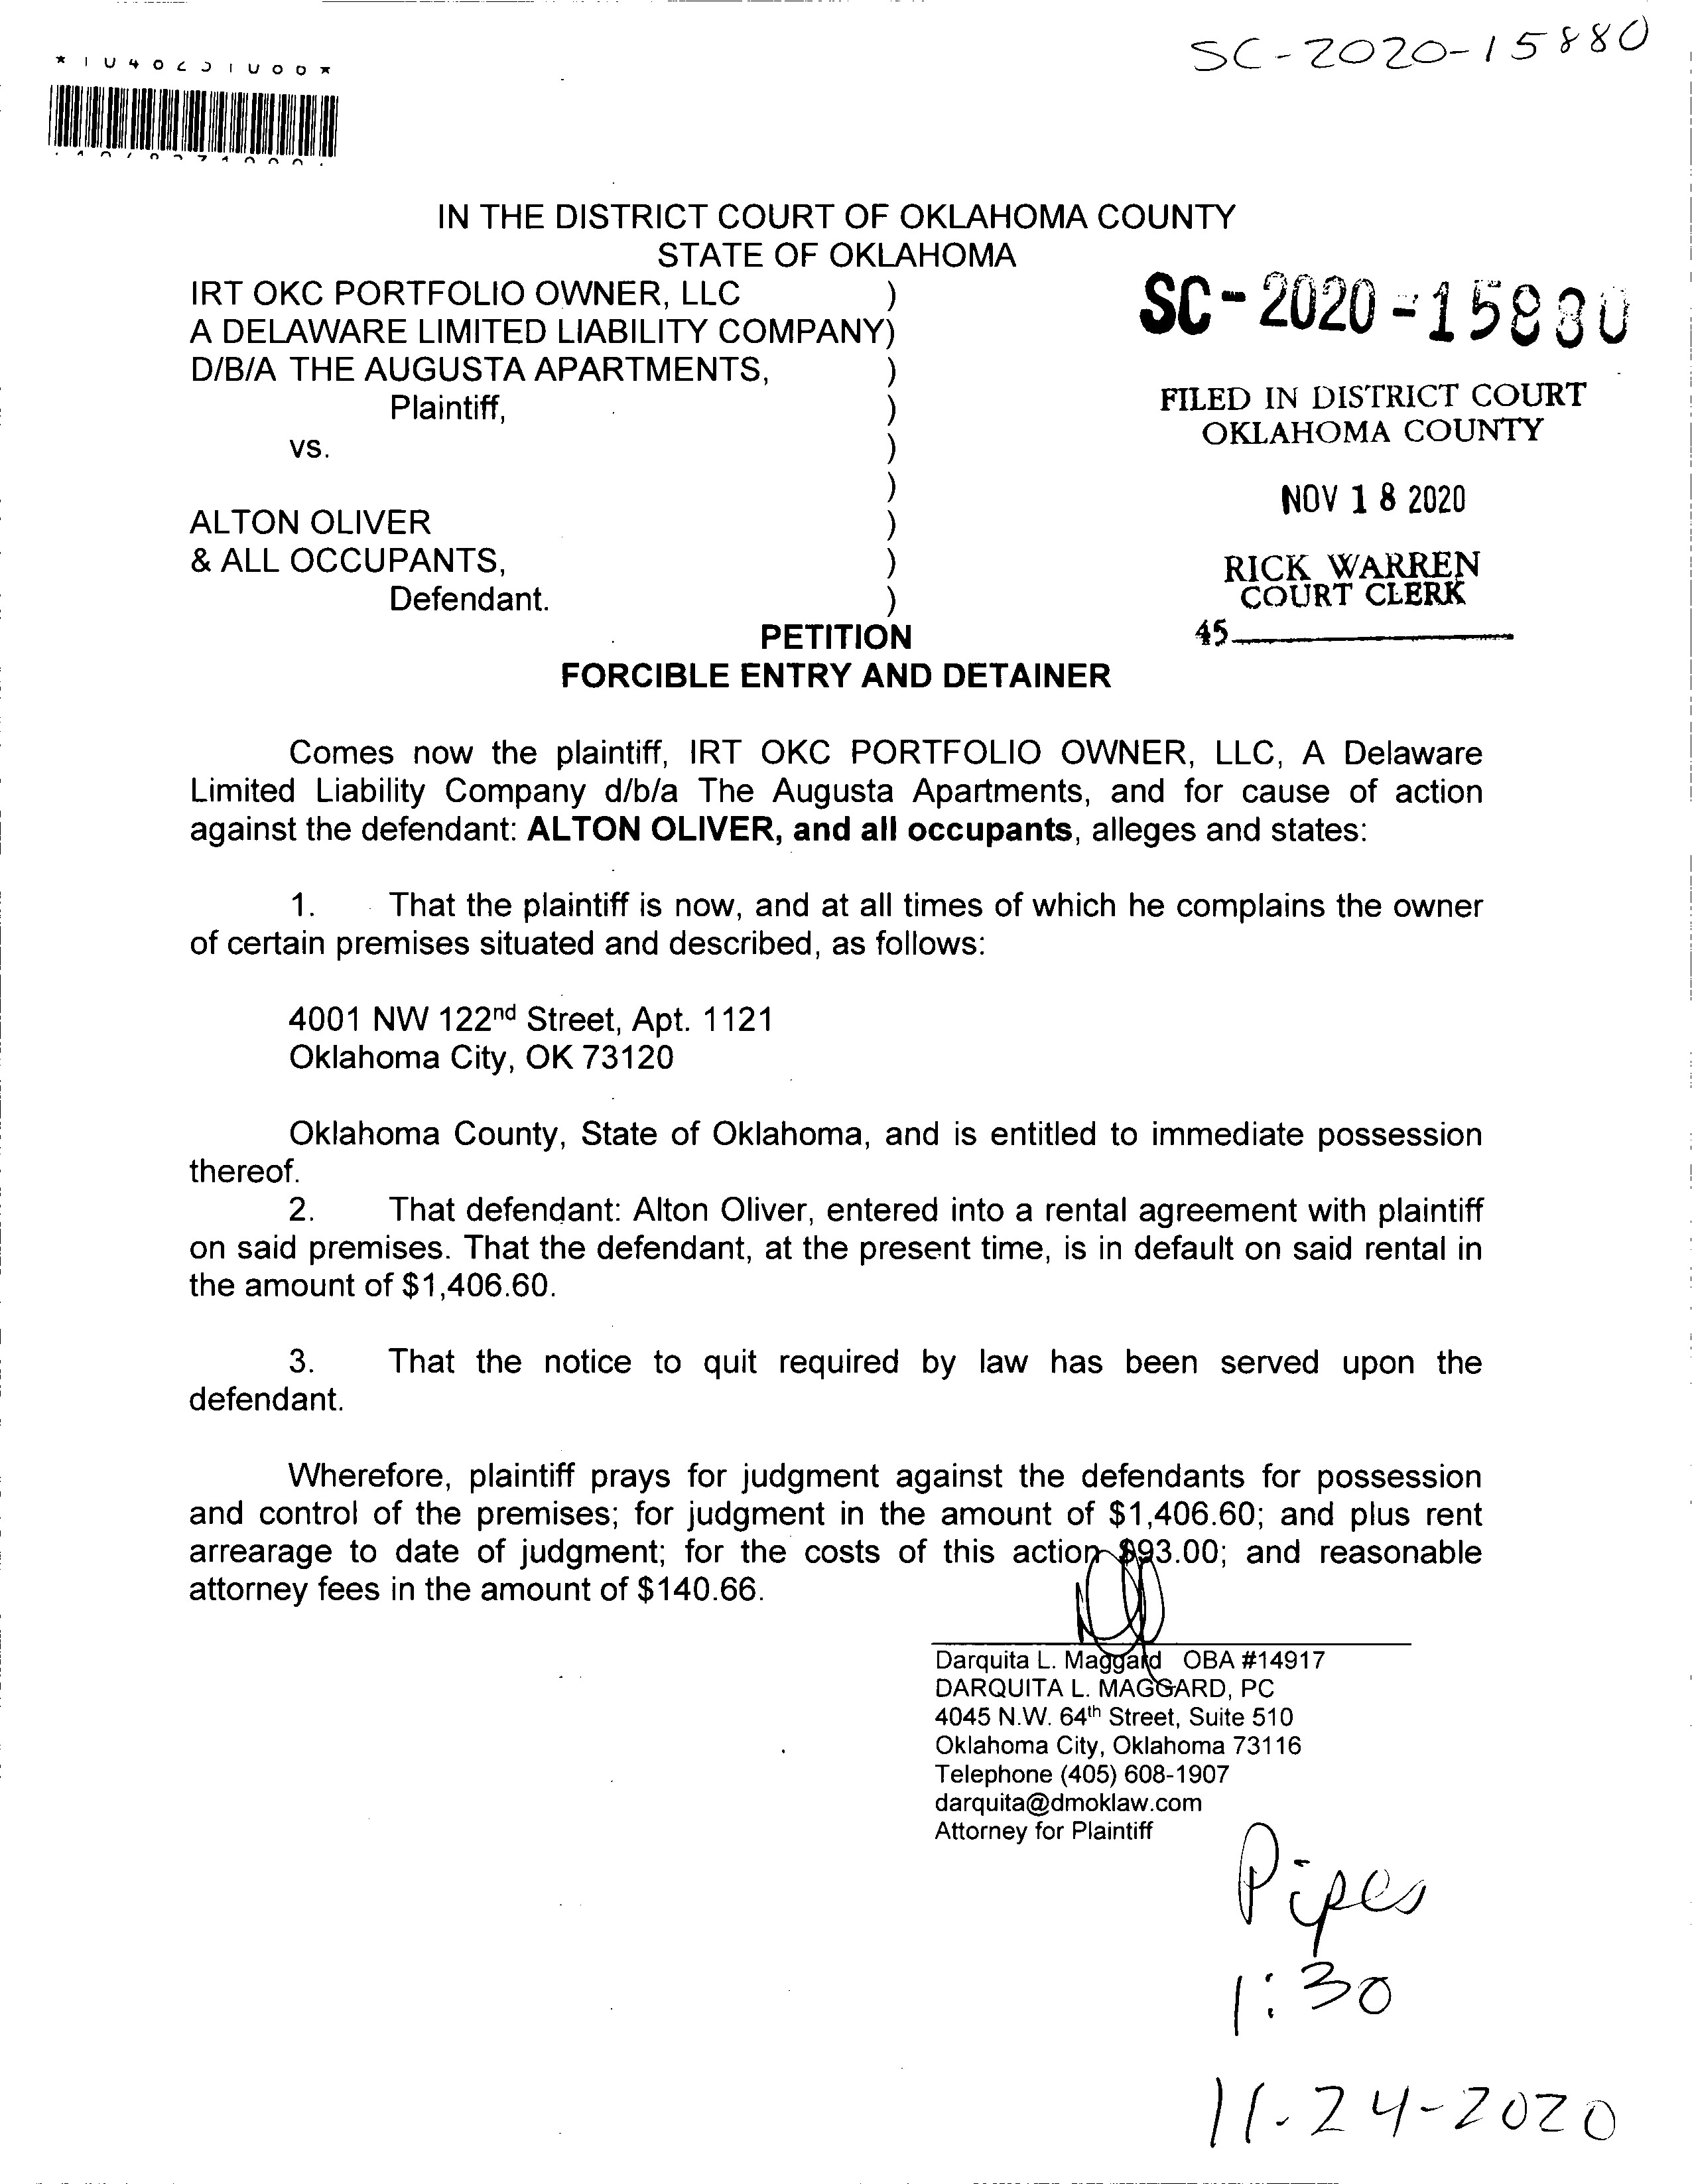 SC-2020-15880
IN THE DISTRICT COURT OF OKLAHOMA COUNTY
STATE OF OKLAHOMA
IRT OKC PORTFOLIO OWNER, LLC )
A DELAWARE LIMITED LIABILITY COMPANY)
D/B/A THE AUGUSTA APARTMENTS, )
Plaintiff, )
vs. )
)
ALTON OLIVER )
& ALL OCCUPANTS, )
Defendant. )
SC-2020-15880
FILED IN DISTRICT COURT
OKLAHOMA COUNTY
NOV 18 2020
RICK WARREN
COURT CLERK
45
PETITION
FORCIBLE ENTRY AND DETAINER
Comes now the plaintiff, IRT OKC PORTFOLIO OWNER, LLC, A Delaware
Limited Liability Company d/b/a The Augusta Apartments, and for cause of action
against the defendant: ALTON OLIVER, and all occupants, alleges and states:
1. That the plaintiff is now, and at all times of which he complains the owner
of certain premises situated and described, as follows:
4001 NW 122nd Street, Apt. 1121
Oklahoma City, OK 73120
Oklahoma County, State of Oklahoma, and is entitled to immediate possession
thereof.
2. That defendant: Alton Oliver, entered into a rental agreement with plaintiff
on said premises. That the defendant, at the present time, is in default on said rental in
the amount of $1,406.60.
3. That the notice to quit required by law has been served upon the
defendant.
Wherefore, plaintiff prays for judgment against the defendants for possession
and control of the premises; for judgment in the amount of $1,406.60; and plus rent
arrearage to date of judgment; for the costs of this action $93.00; and reasonable
attorney fees in the amount of $140.66.
Darquita L. Maggard OBA #14917
DARQUITA L. MAGGARD, PC
4045 N.W. 64th Street, Suite 510
Oklahoma City, Oklahoma 73116
Telephone (405) 608-1907
darquita@dmoklaw.com
Attorney for Plaintiff
Pipes
1:30
11-24-2020